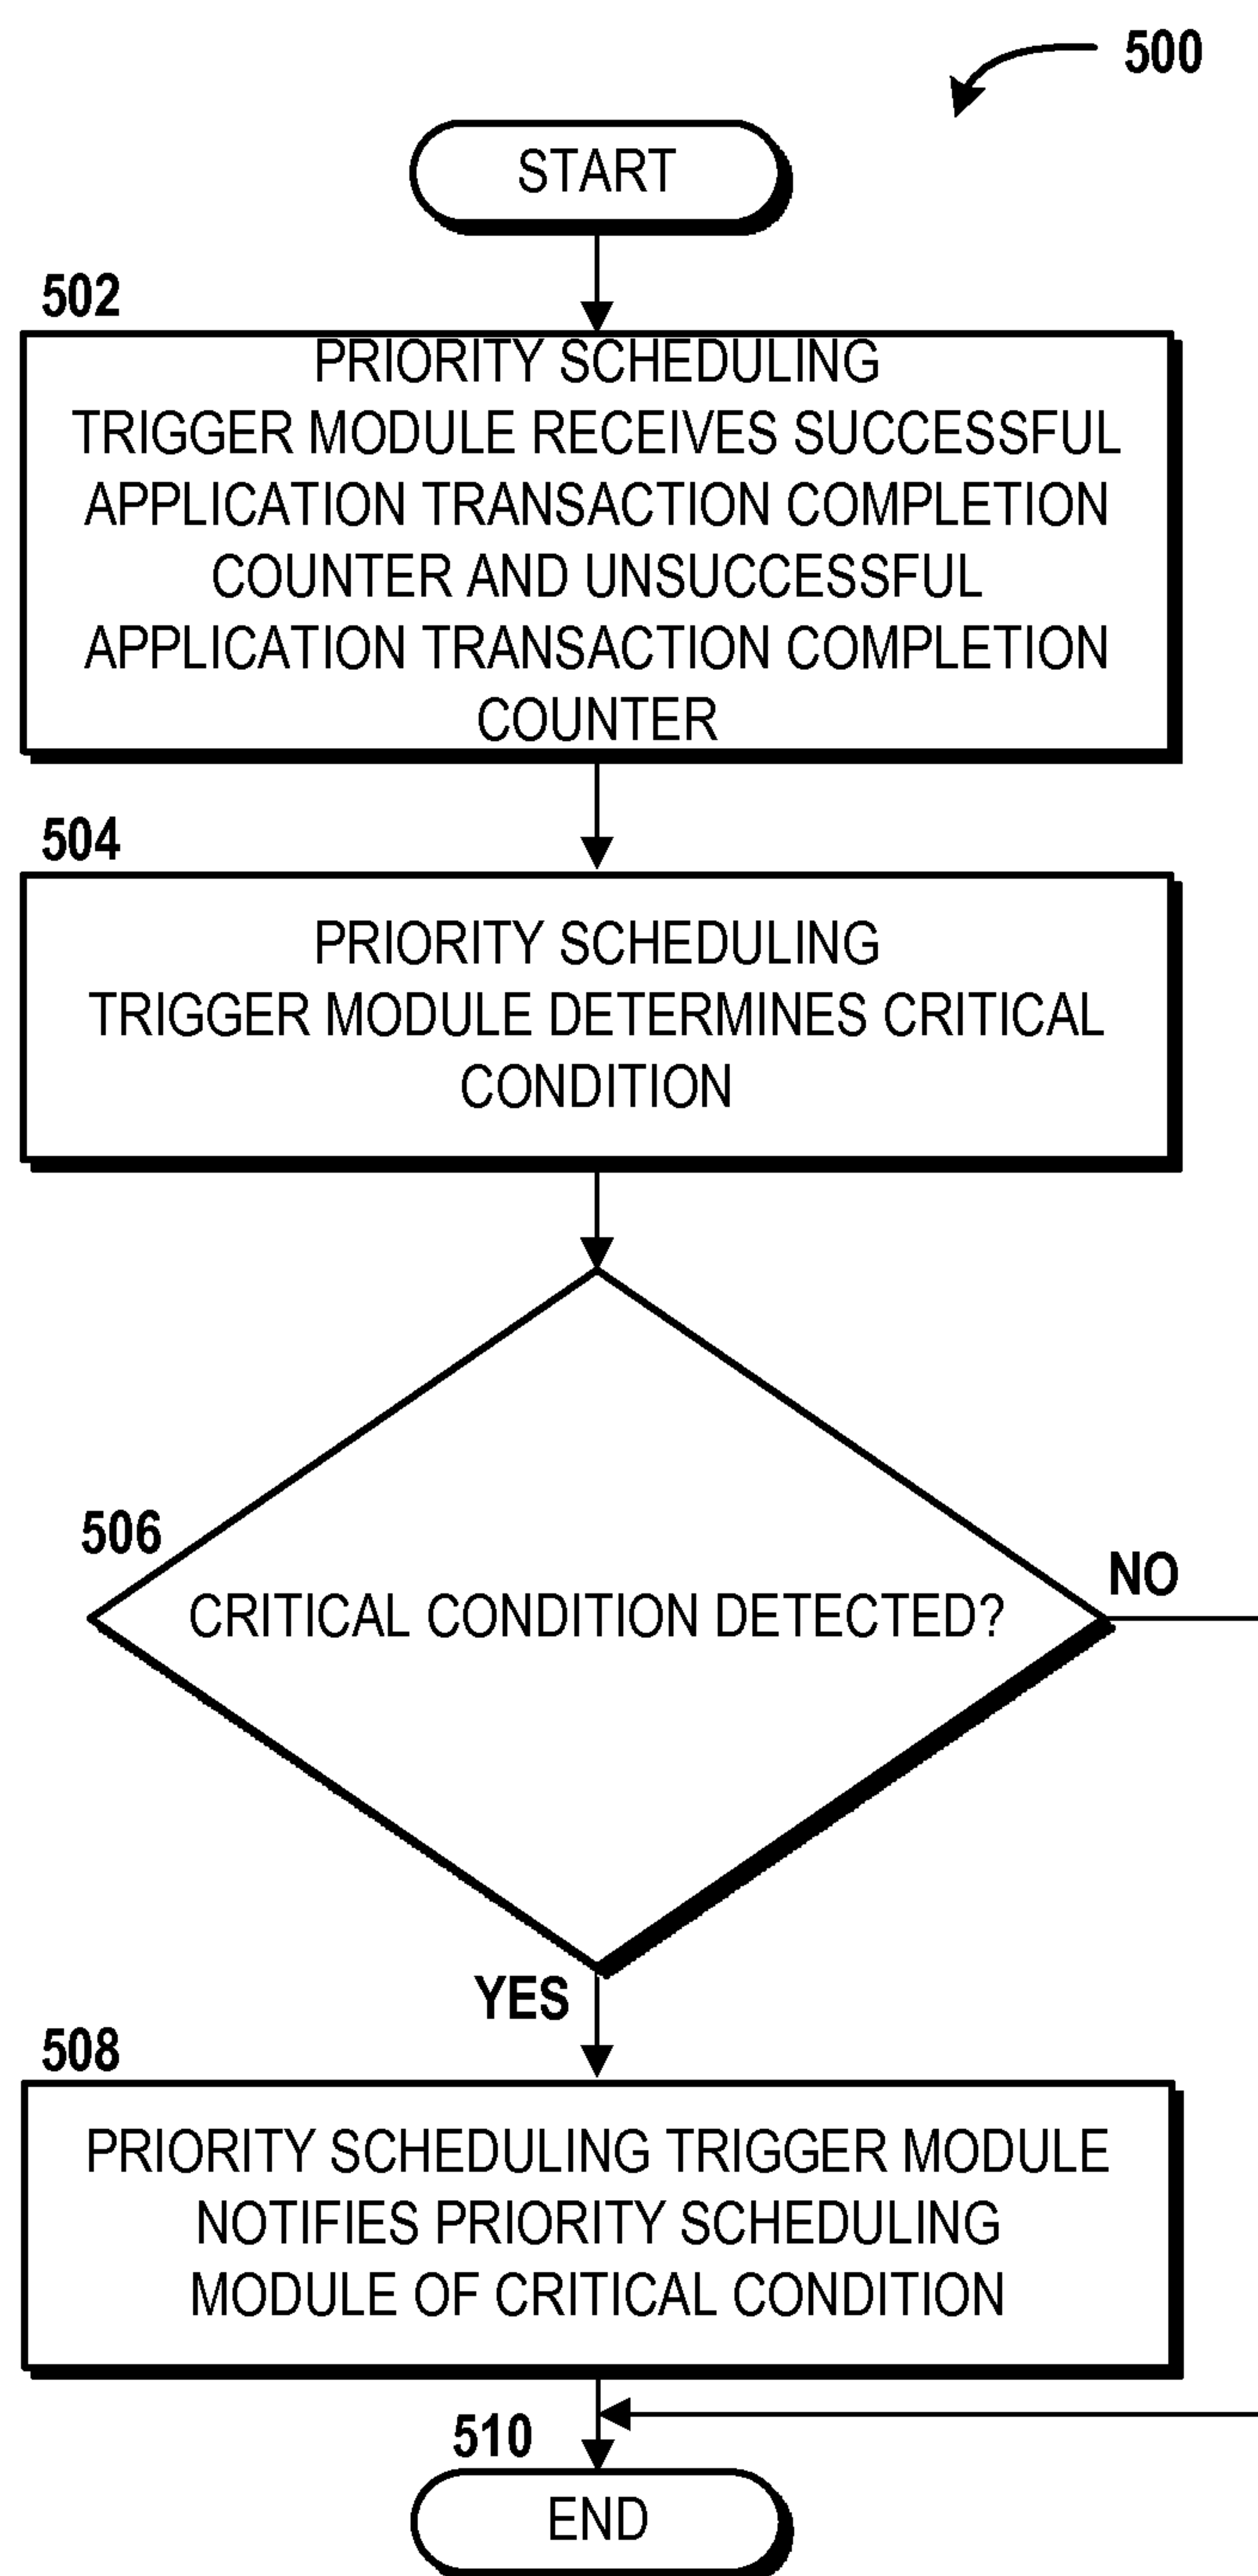 500
START
502
PRIORITY SCHEDULING
TRIGGER MODULE RECEIVES SUCCESSFUL
APPLICATION TRANSACTION COMPLETION
COUNTER AND UNSUCCESSFUL
APPLICATION TRANSACTION COMPLETION
COUNTER
504
PRIORITY SCHEDULING
TRIGGER MODULE DETERMINES CRITICAL
CONDITION
506
CRITICAL CONDITION DETECTED?
NO
YES
508
PRIORITY SCHEDULING TRIGGER MODULE
NOTIFIES PRIORITY SCHEDULING
MODULE OF CRITICAL CONDITION
510
END